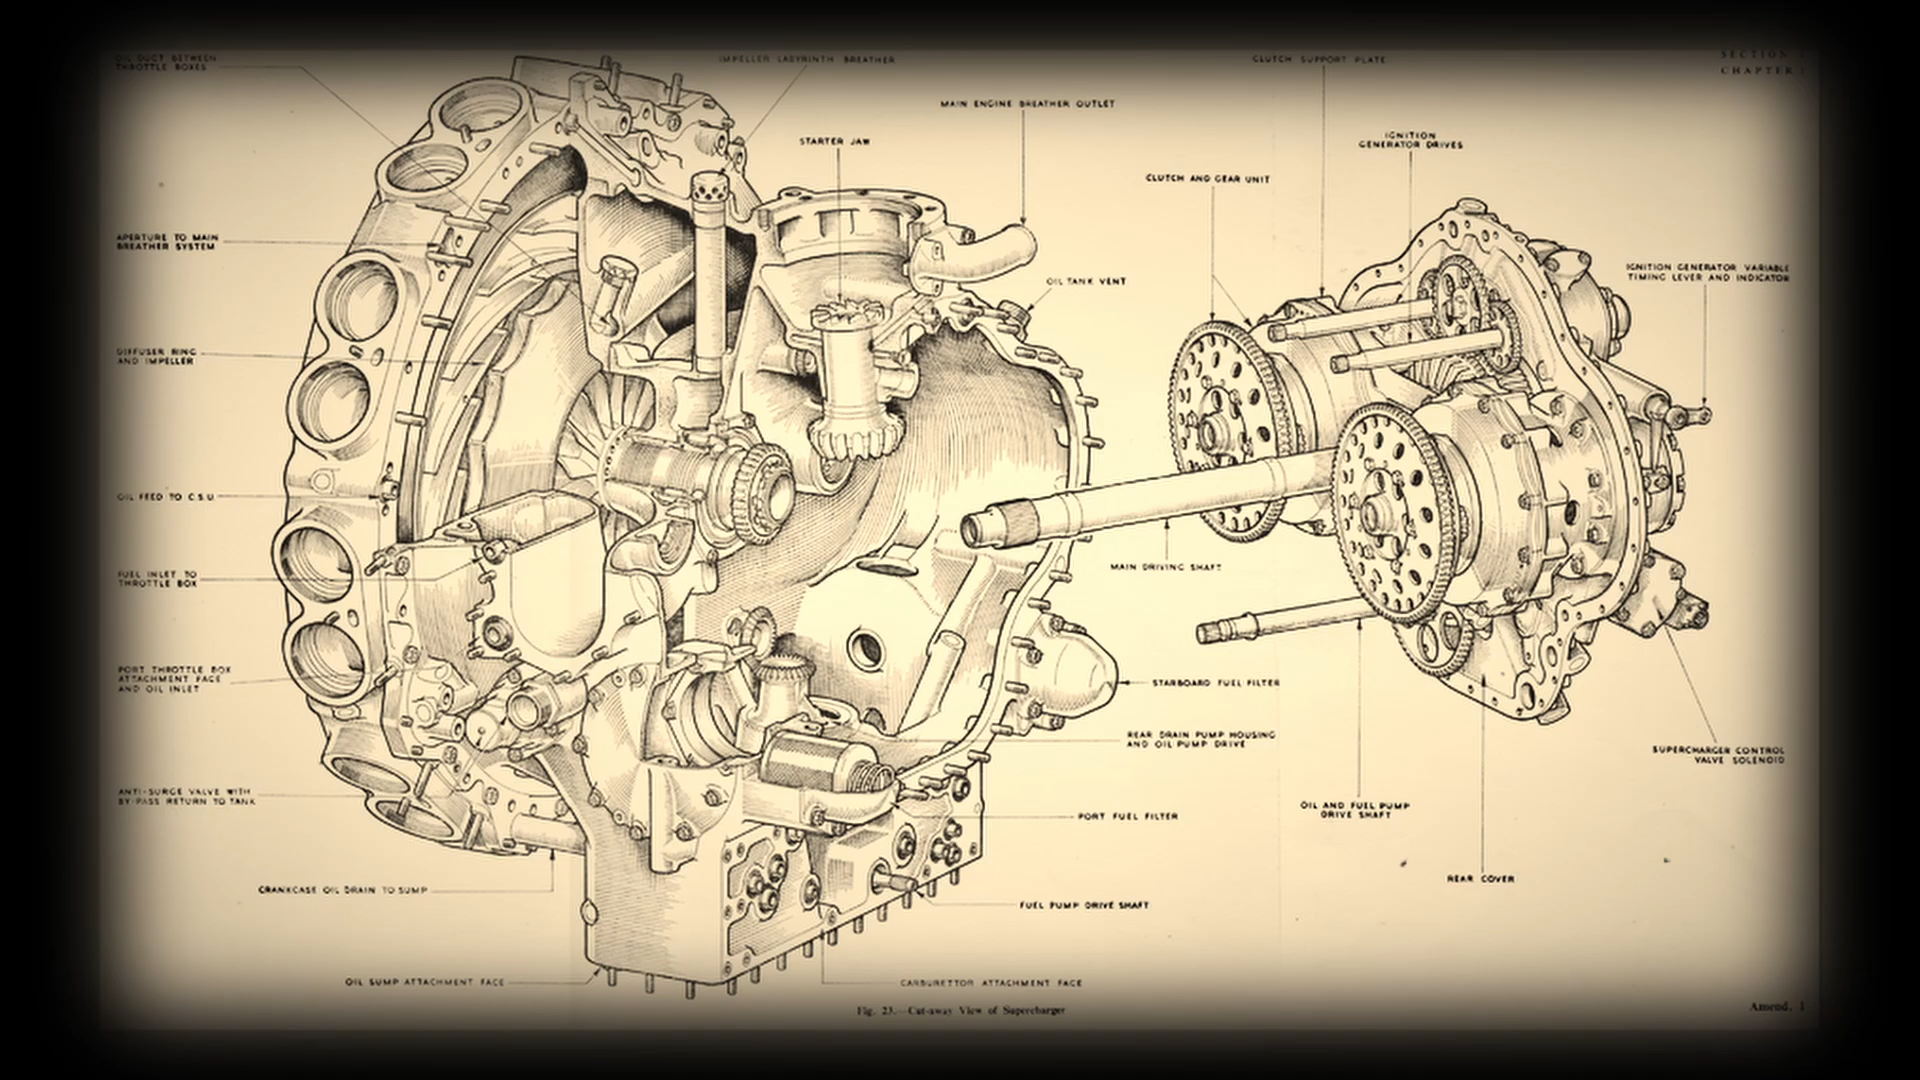 OIL DUCT BETWEEN
THROTTLE BOXES
IMPELLER LABYRINTH BREATHER
CLUTCH SUPPORT PLATE
SECTION
CHAPTER
MAIN ENGINE BREATHER OUTLET
STARTER JAW
IGNITION
GENERATOR DRIVES
CLUTCH AND GEAR UNIT
APERTURE TO MAIN
BREATHER SYSTEM
OIL TANK VENT
IGNITION GENERATOR VARIABLE
TIMING LEVER AND INDICATOR
DIFFUSER RING
AND IMPELLER
OIL FEED TO C.S.U
MAIN DRIVING SHAFT
FUEL INLET TO
THROTTLE BOX
PORT THROTTLE BOX
ATTACHMENT FACE
AND OIL INLET
STARBOARD FUEL FILTER
REAR DRAIN PUMP HOUSING
AND OIL PUMP DRIVE
SUPERCHARGER CONTROL
VALVE SOLENOID
ANTI-SURGE VALVE WITH
BY-PASS RETURN TO TANK
OIL AND FUEL PUMP
DRIVE SHAFT
PORT FUEL FILTER
REAR COVER
CRANKCASE OIL DRAIN TO SUMP
FUEL PUMP DRIVE SHAFT
OIL SUMP ATTACHMENT FACE
CARBURETTOR ATTACHMENT FACE
Fig. 23.—Cut-away View of Supercharger
Amend. 1